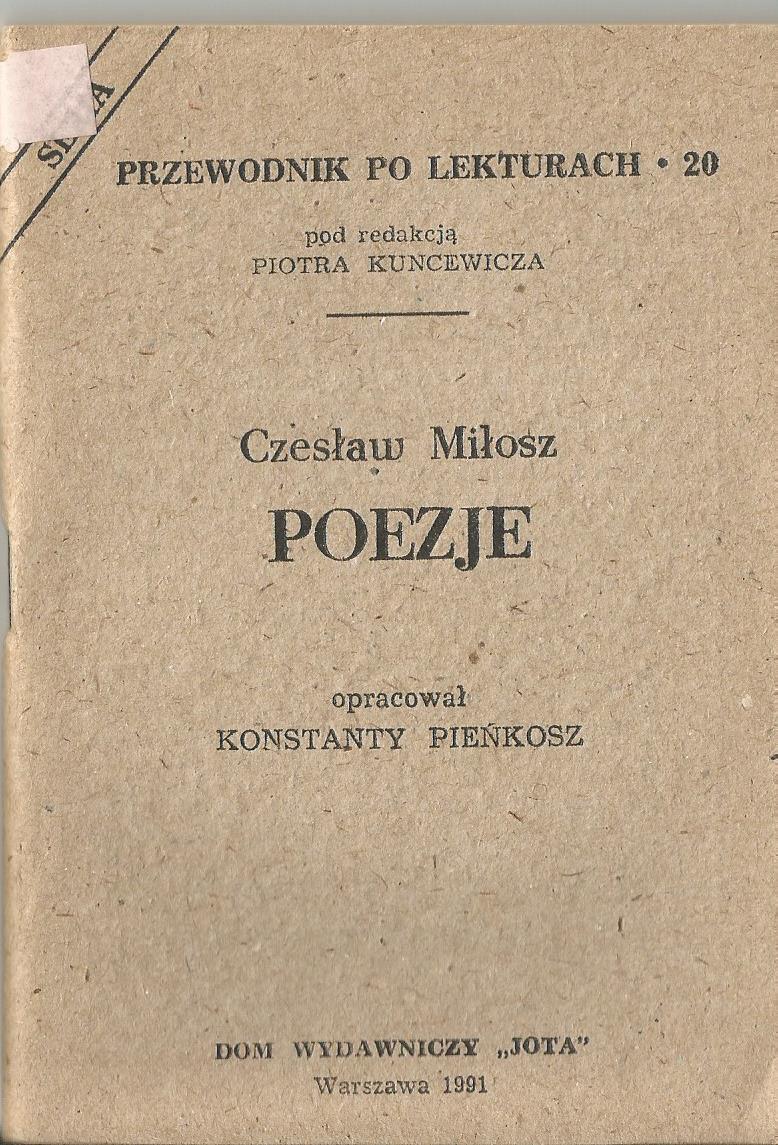 PRZEWODNIK PO LEKTURACH • 20
pod redakcją
PIOTRA KUNCEWICZA
Czesław Miłosz
POEZJE
opracował
KONSTANTY PIEŃKOSZ
DOM WYDAWNICZY „JOTA”
Warszawa 1991